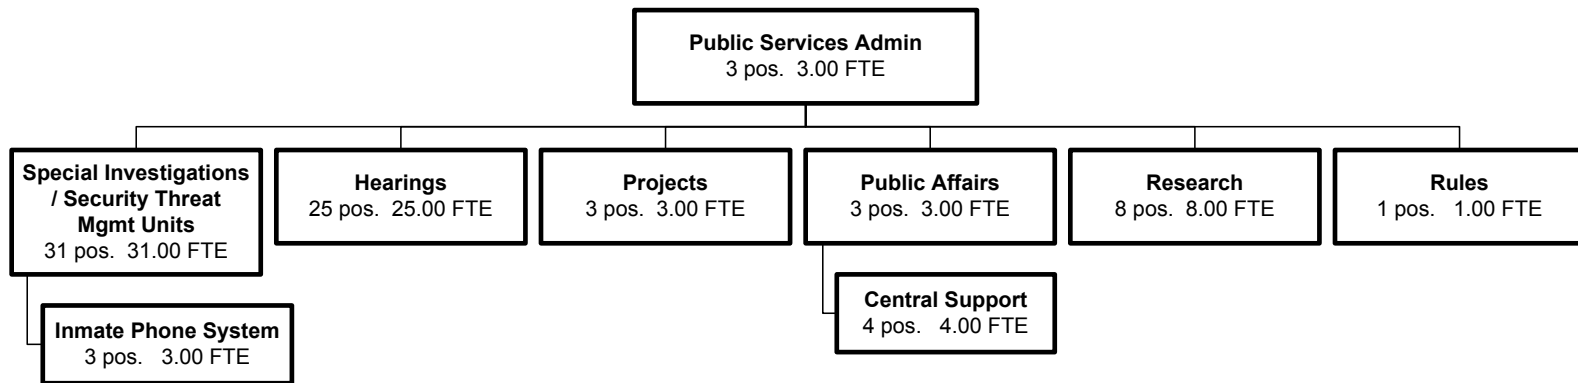 Public Services Admin
3 pos. 3.00 FTE
Special Investigations
/ Security Threat
Mgmt Units
31 pos. 31.00 FTE
Hearings
25 pos. 25.00 FTE
Projects
3 pos. 3.00 FTE
Public Affairs
3 pos. 3.00 FTE
Research
8 pos. 8.00 FTE
Rules
1 pos. 1.00 FTE
Inmate Phone System
3 pos. 3.00 FTE
Central Support
4 pos. 4.00 FTE